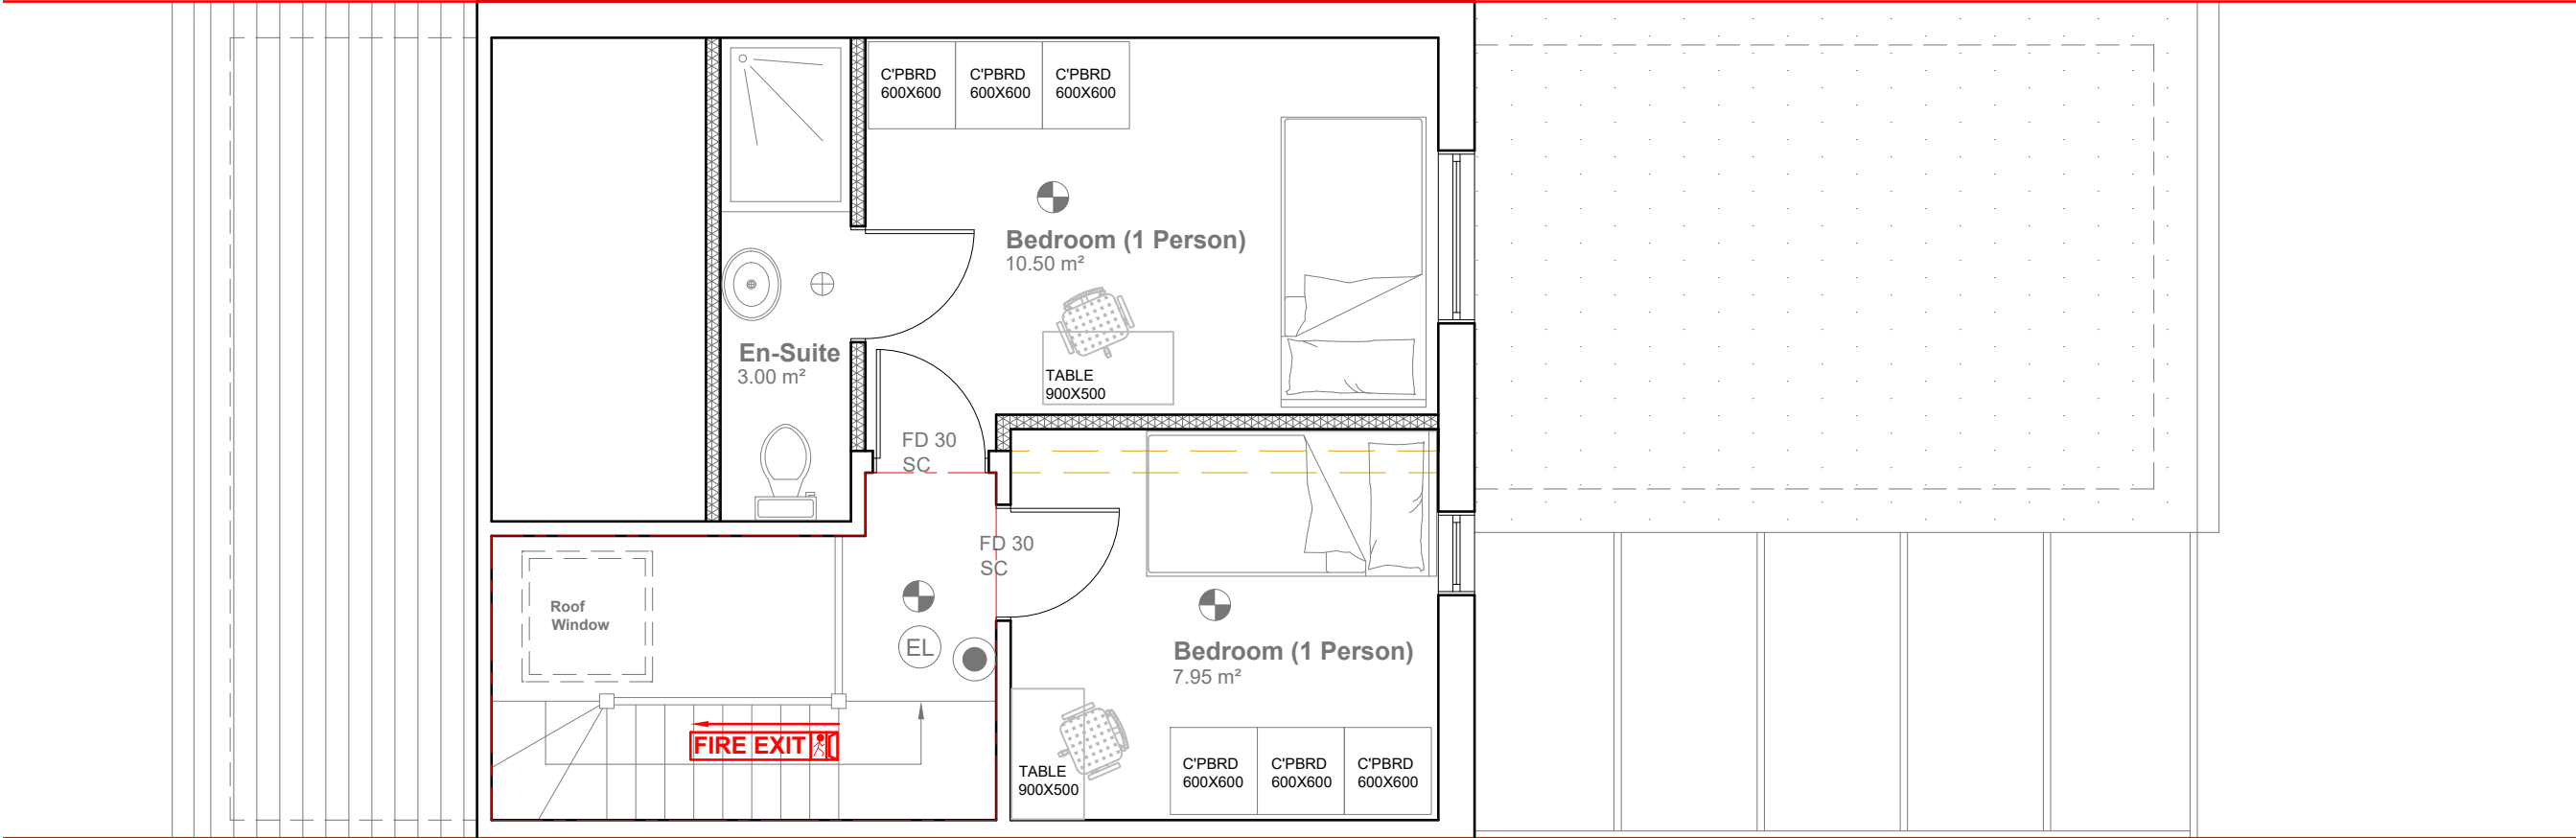 C'PBRD
600X600
C'PBRD
600X600
C'PBRD
600X600
Bedroom (1 Person)
10.50 m²
En-Suite
3.00 m²
TABLE
900X500
FD 30
SC
FD 30
SC
Roof
Window
EL
Bedroom (1 Person)
7.95 m²
FIRE EXIT
TABLE
900X500
C'PBRD
600X600
C'PBRD
600X600
C'PBRD
600X600